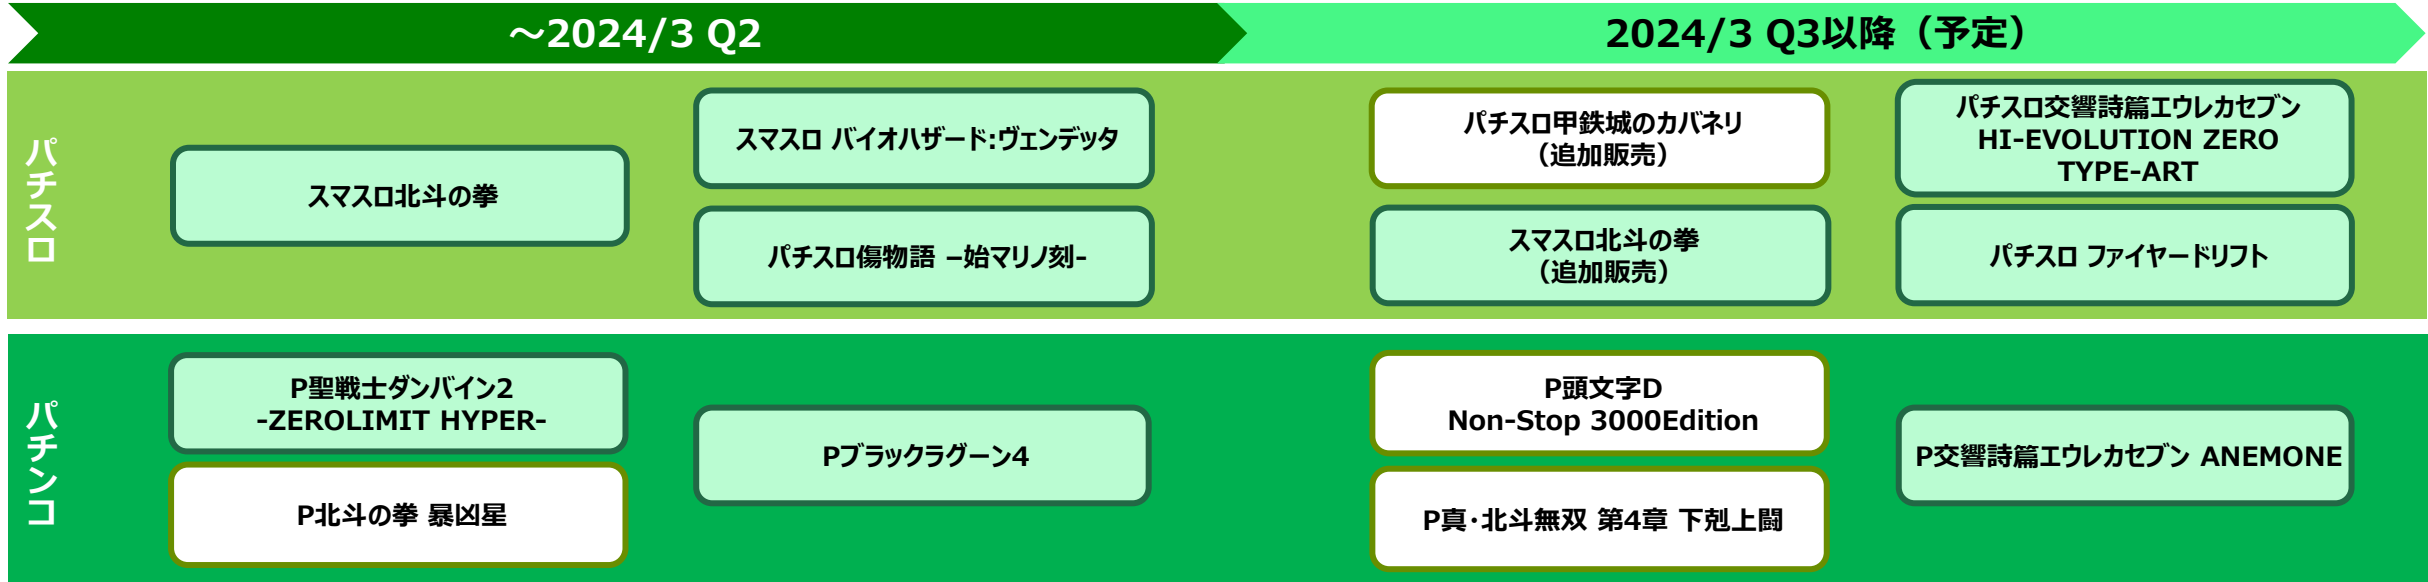 ～2024/3 Q2
2024/3 Q3以降（予定）
パチスロ
スマスロ北斗の拳
スマスロ バイオハザード:ヴェンデッタ
パチスロ傷物語 –始マリノ刻-
パチスロ甲鉄城のカバネリ
（追加販売）
スマスロ北斗の拳
（追加販売）
パチスロ交響詩篇エウレカセブン
HI-EVOLUTION ZERO
TYPE-ART
パチスロ ファイヤードリフト
パチンコ
P聖戦士ダンバイン2
-ZEROLIMIT HYPER-
P北斗の拳 暴凶星
Pブラックラグーン4
P頭文字D
Non-Stop 3000Edition
P真・北斗無双 第4章 下剋上闘
P交響詩篇エウレカセブン ANEMONE